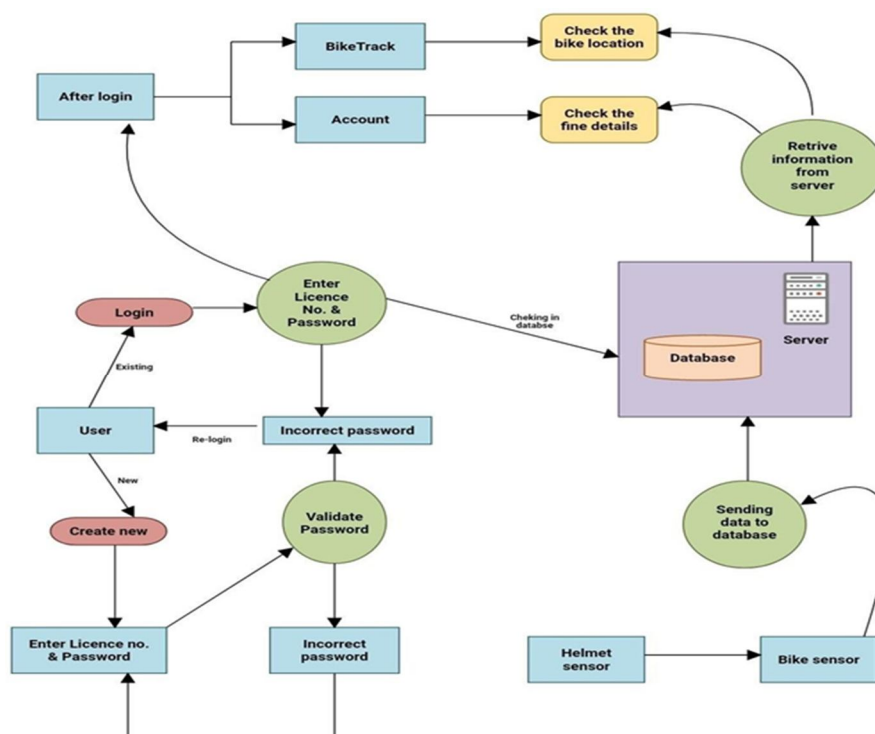 BikeTrack
Check the
bike location
After login
Account
Check the
fine details
Retrive
information
from
server
Enter
Licence
No. &
Password
Login
Cheking in
databse
Server
Database
Existing
User
Re-login
Incorrect password
New
Create new
Validate
Password
Sending
data to
database
Enter Licence no.
& Password
Incorrect
password
Helmet
sensor
Bike sensor